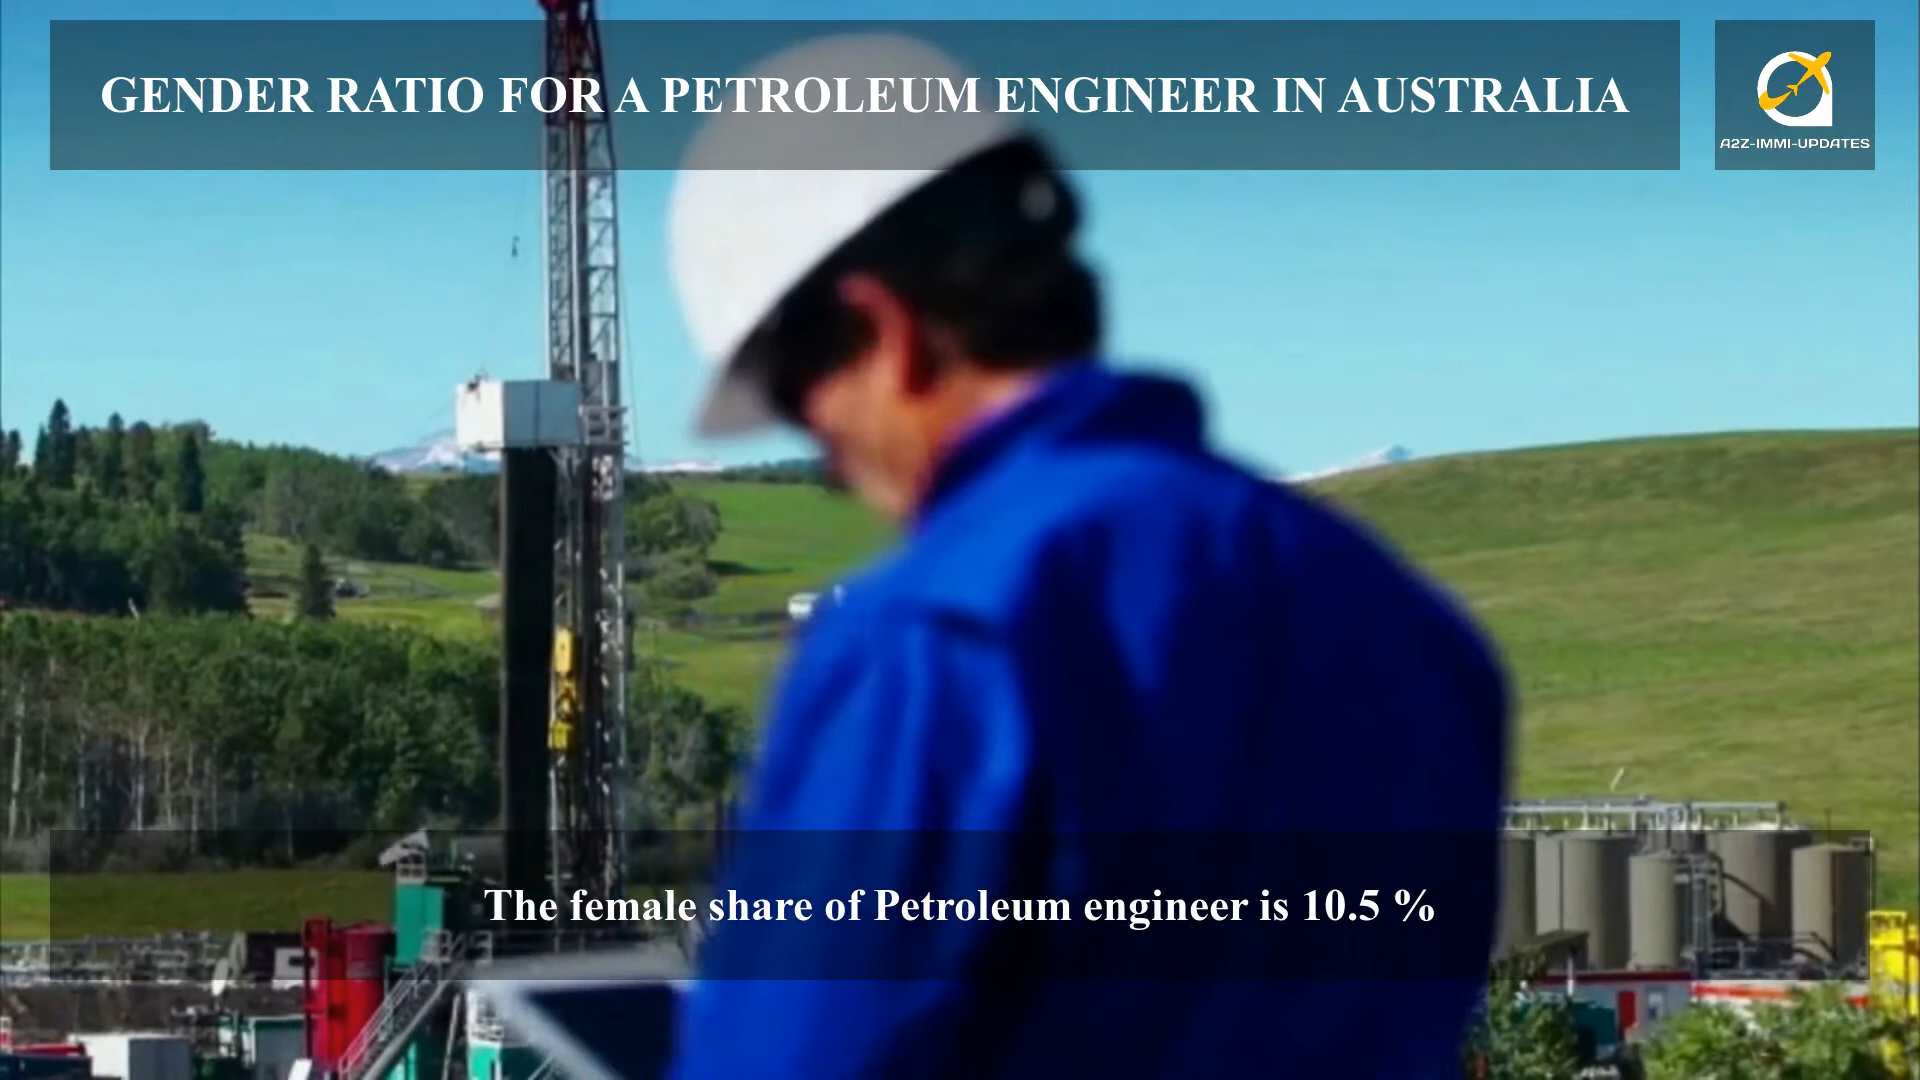 GENDER RATIO FOR A PETROLEUM ENGINEER IN AUSTRALIA
A2Z-IMMI-UPDATES
The female share of Petroleum engineer is 10.5 %